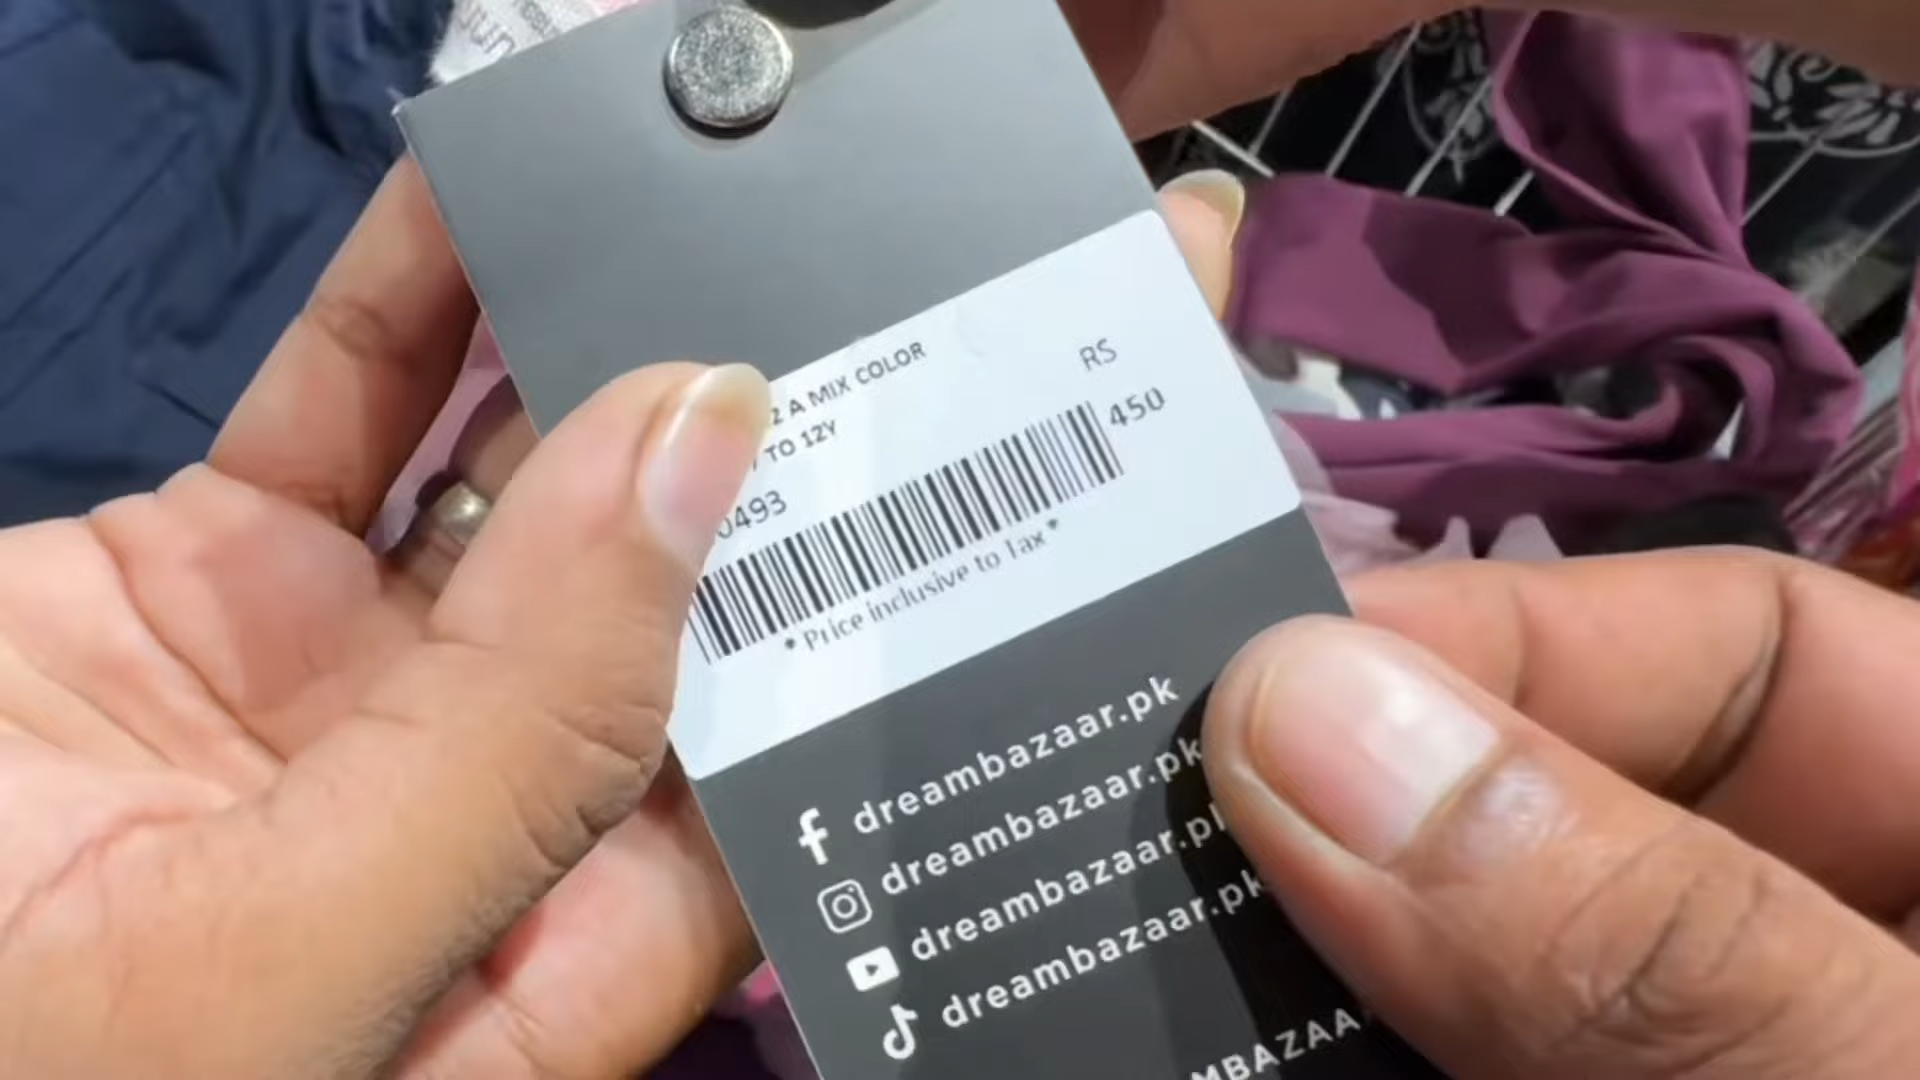 2 A MIX COLOR
TO 12Y
RS
450
0493
* Price inclusive to Tax *
dreambazaar.pk
dreambazaar.pk
dreambazaar.pk
dreambazaar.pk
MBAZAA